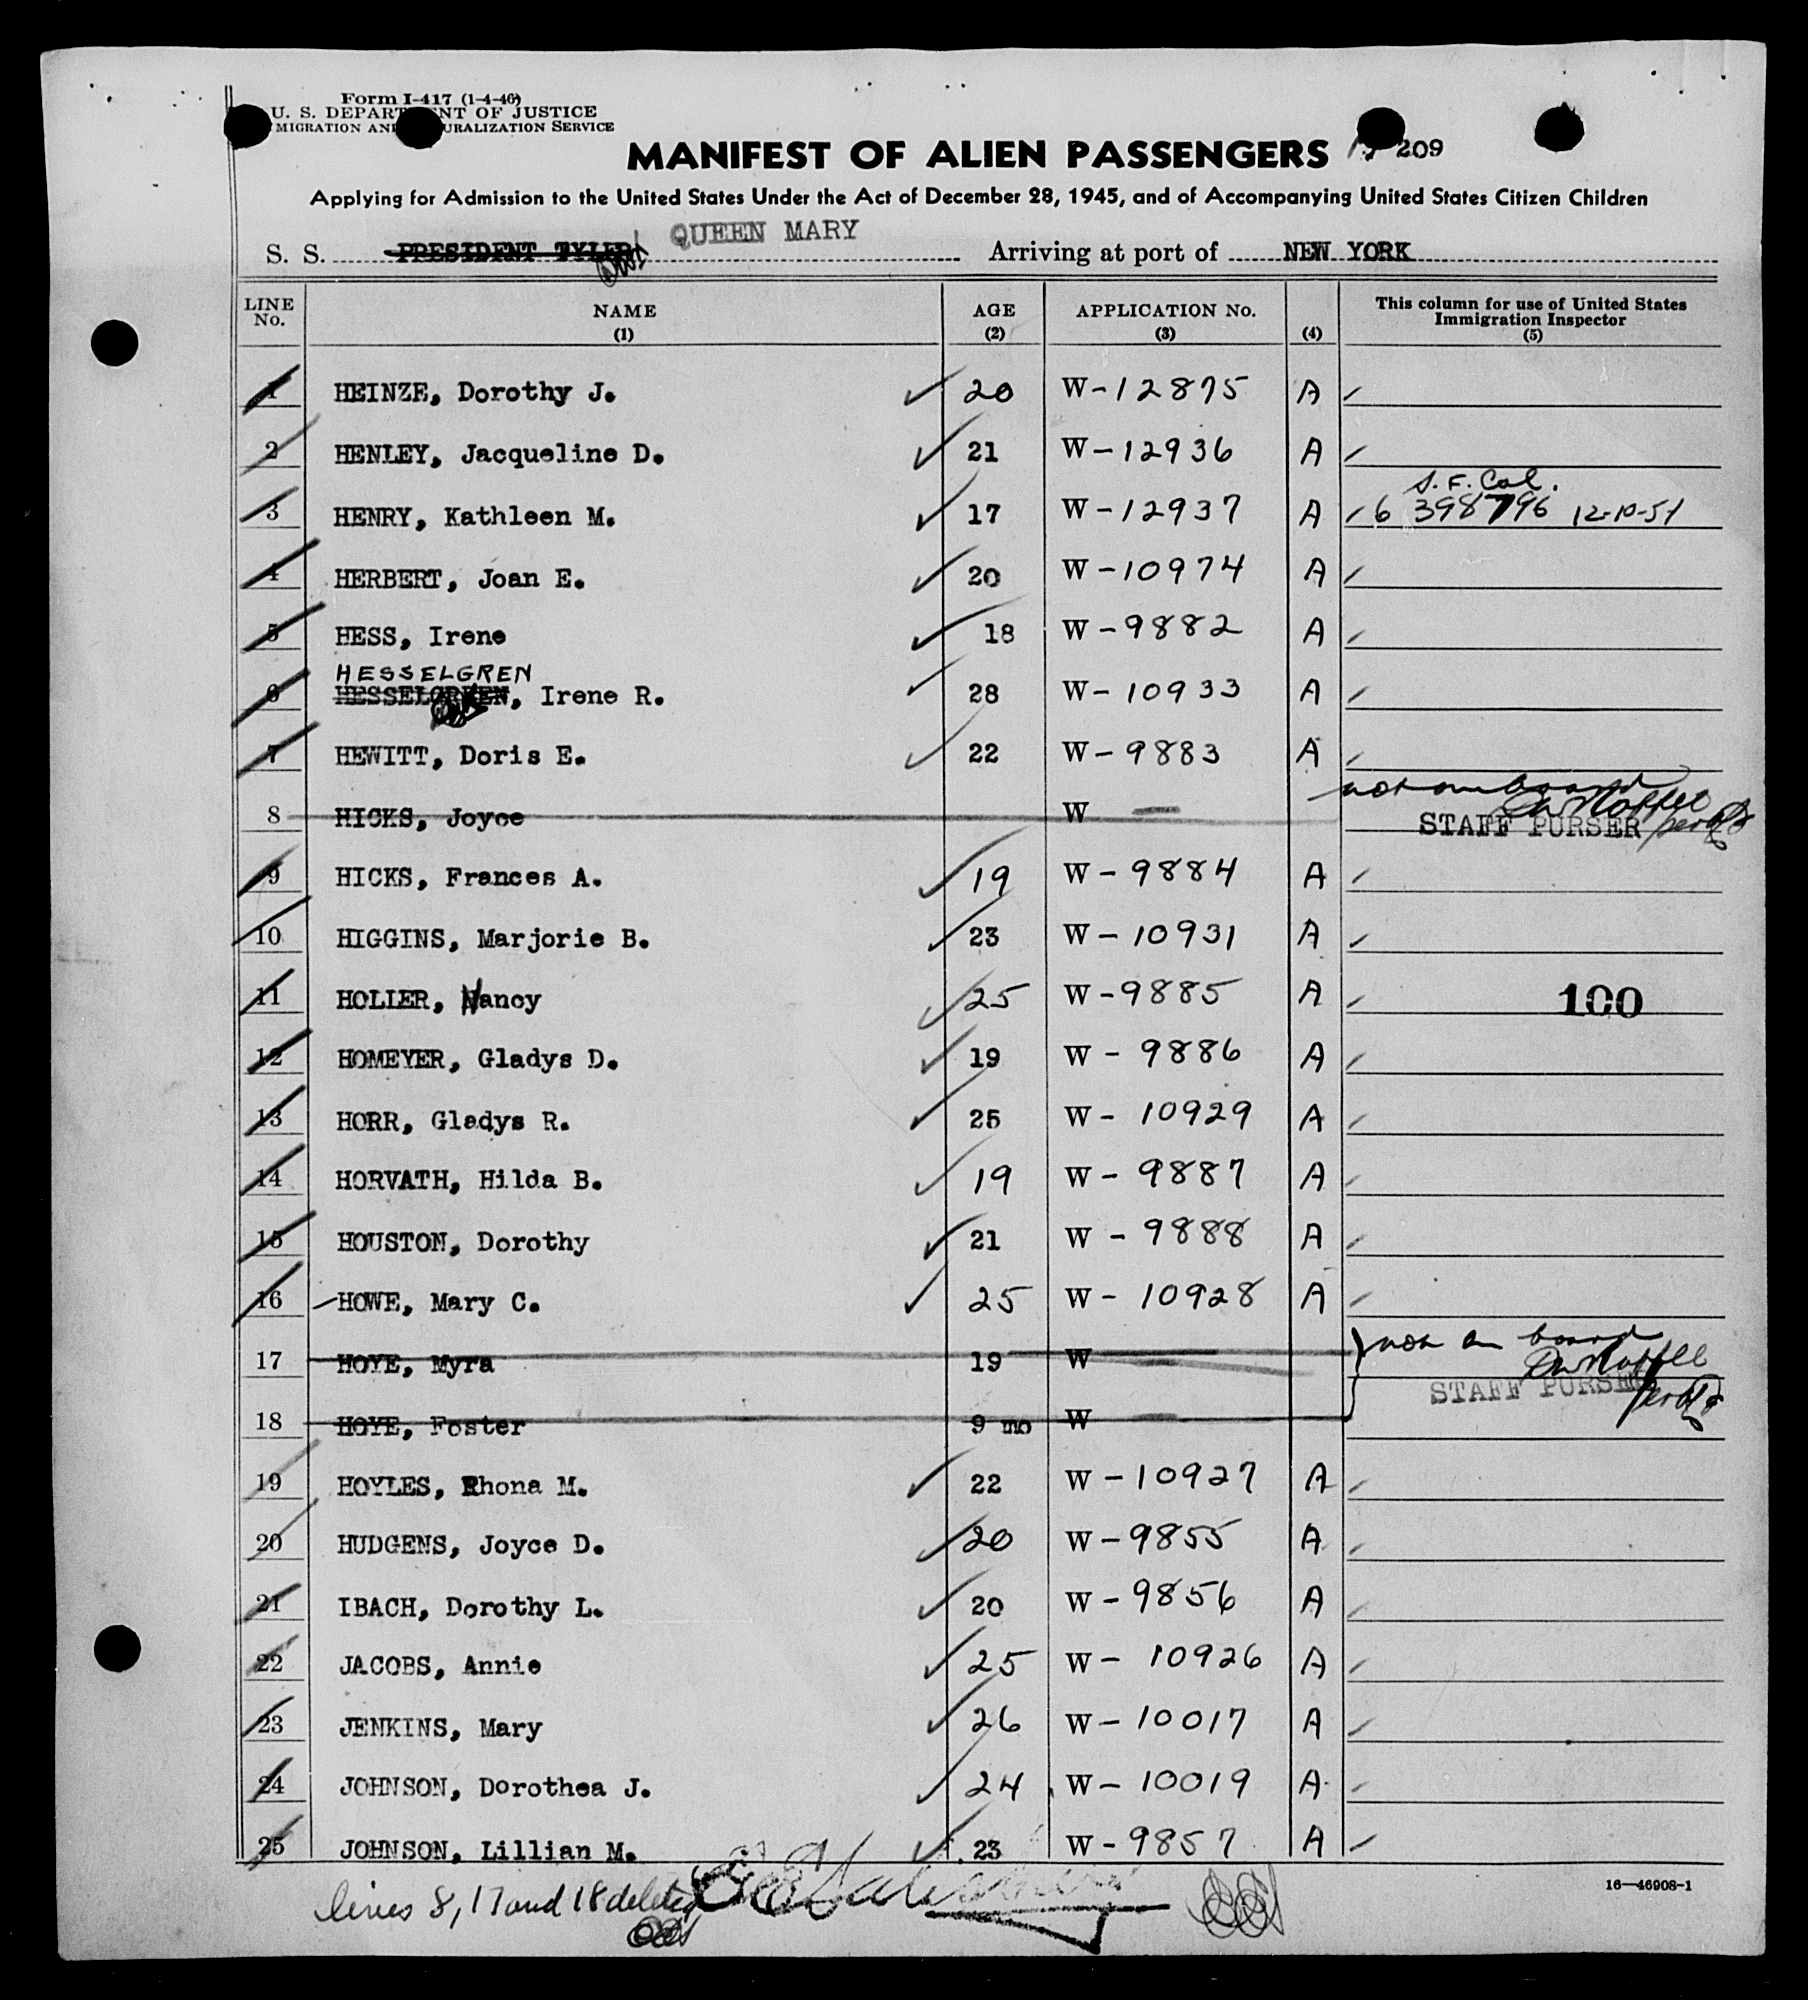 Form I-417 (1-4-46)
U. S. DEPARTMENT OF JUSTICE
IMMIGRATION AND NATURALIZATION SERVICE
MANIFEST OF ALIEN PASSENGERS 209
Applying for Admission to the United States Under the Act of December 28, 1945, and of Accompanying United States Citizen Children
S. S. PRESIDENT TYLER QUEEN MARY Arriving at port of NEW YORK
LINE No. NAME (1) AGE (2) APPLICATION No. (3) (4) This column for use of United States Immigration Inspector (5)
1 HEINZE, Dorothy J. 20 W-12875 A
2 HENLEY, Jacqueline D. 21 W-12936 A
S.F. Cal.
3 HENRY, Kathleen M. 17 W-12937 A 6 398796 12-10-51
4 HERBERT, Joan E. 20 W-10974 A
5 HESS, Irene 18 W-9882 A
HESSELGREN
6 HESSELGREEN, Irene R. 28 W-10933 A
7 HEWITT, Doris E. 22 W-9883 A
not on board
8 HICKS, Joyce W — STAFF PURSER
9 HICKS, Frances A. 19 W-9884 A
10 HIGGINS, Marjorie B. 23 W-10931 A
11 HOLLER, Nancy 25 W-9885 A 100
12 HOMEYER, Gladys D. 19 W-9886 A
13 HORR, Gladys R. 25 W-10929 A
14 HORVATH, Hilda B. 19 W-9887 A
15 HOUSTON, Dorothy 21 W-9888 A
16 HOWE, Mary C. 25 W-10928 A
not on board
17 HOYE, Myra 19 W — STAFF PURSER
18 HOYE, Foster 9 mo W —
19 HOYLES, Rhona M. 22 W-10927 A
20 HUDGENS, Joyce D. 20 W-9855 A
21 IBACH, Dorothy L. 20 W-9856 A
22 JACOBS, Annie 25 W-10926 A
23 JENKINS, Mary 26 W-10017 A
24 JOHNSON, Dorothea J. 24 W-10019 A
25 JOHNSON, Lillian M. 23 W-9857 A
16—46908-1
lines 8, 17 and 18 deleted